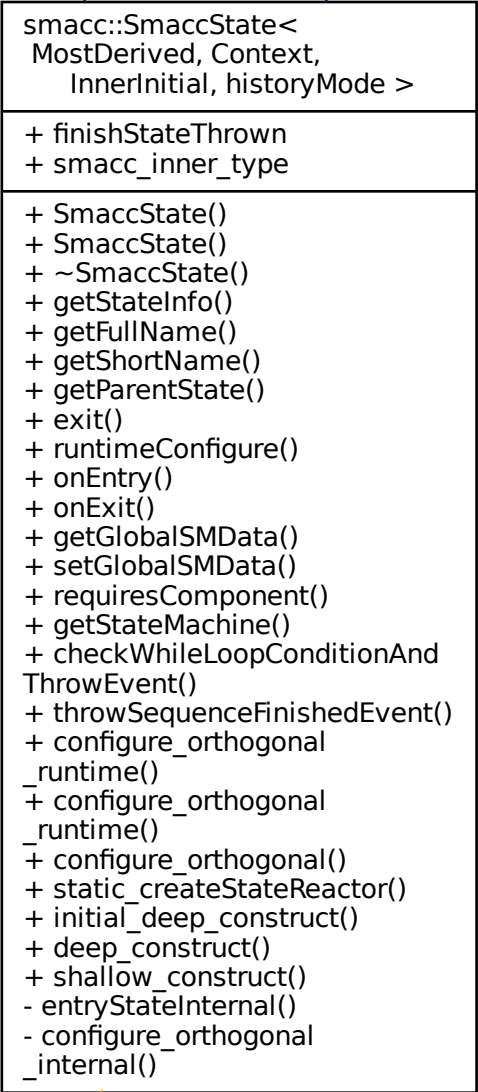 smacc::SmaccState<
MostDerived, Context,
InnerInitial, historyMode >
+ finishStateThrown
+ smacc_inner_type
+ SmaccState()
+ SmaccState()
+ ~SmaccState()
+ getStateInfo()
+ getFullName()
+ getShortName()
+ getParentState()
+ exit()
+ runtimeConfigure()
+ onEntry()
+ onExit()
+ getGlobalSMData()
+ setGlobalSMData()
+ requiresComponent()
+ getStateMachine()
+ checkWhileLoopConditionAnd
ThrowEvent()
+ throwSequenceFinishedEvent()
+ configure_orthogonal
_runtime()
+ configure_orthogonal
_runtime()
+ configure_orthogonal()
+ static_createStateReactor()
+ initial_deep_construct()
+ deep_construct()
+ shallow_construct()
- entryStateInternal()
- configure_orthogonal
_internal()